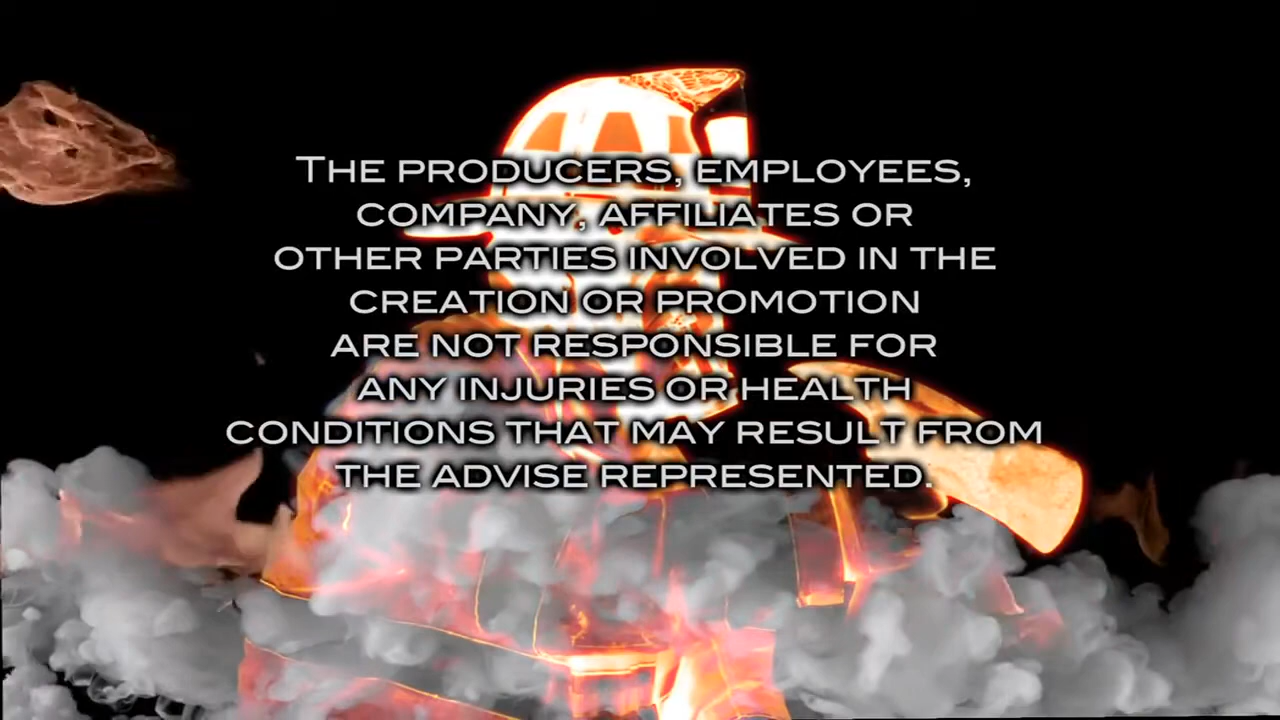 The producers, employees,
company, affiliates or
other parties involved in the
creation or promotion
are not responsible for
any injuries or health
conditions that may result from
the advise represented.